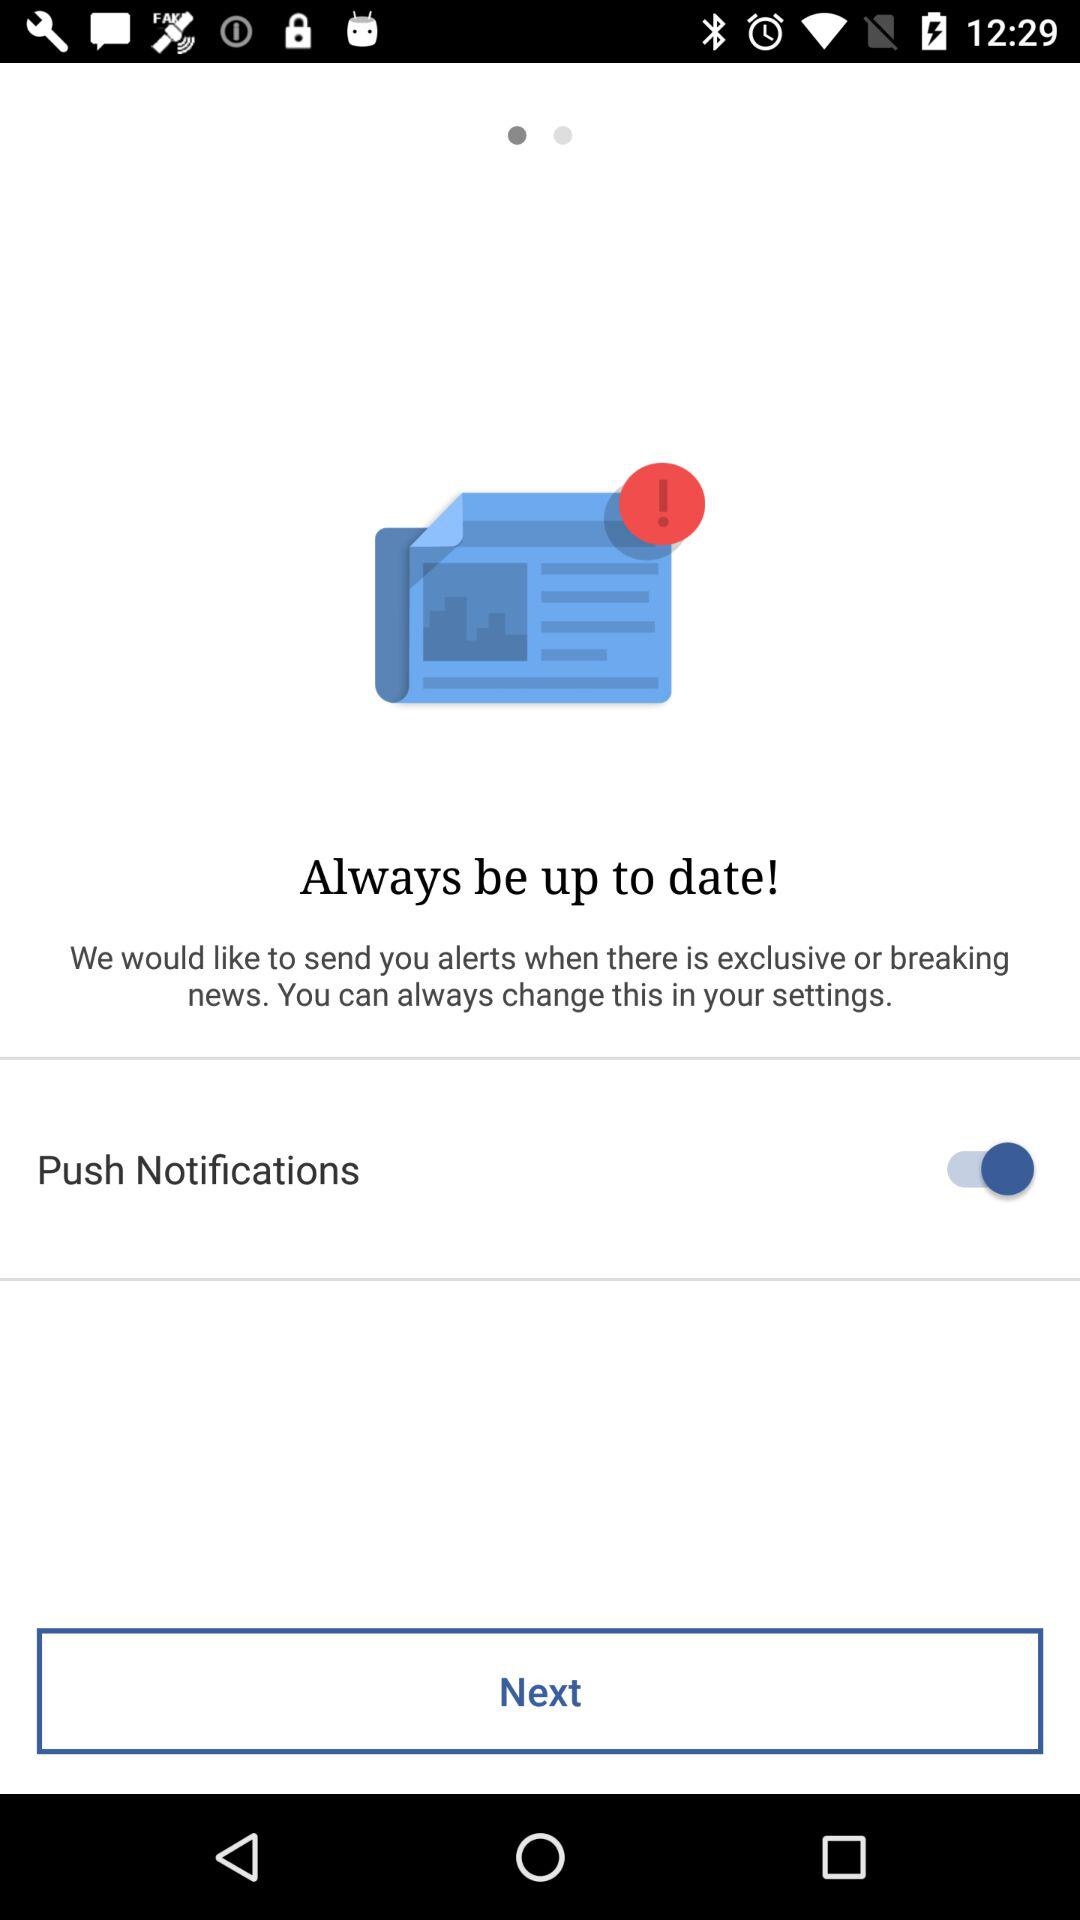 FAKE
12:29
Always be up to date!
We would like to send you alerts when there is exclusive or breaking
news. You can always change this in your settings.
Push Notifications
Next